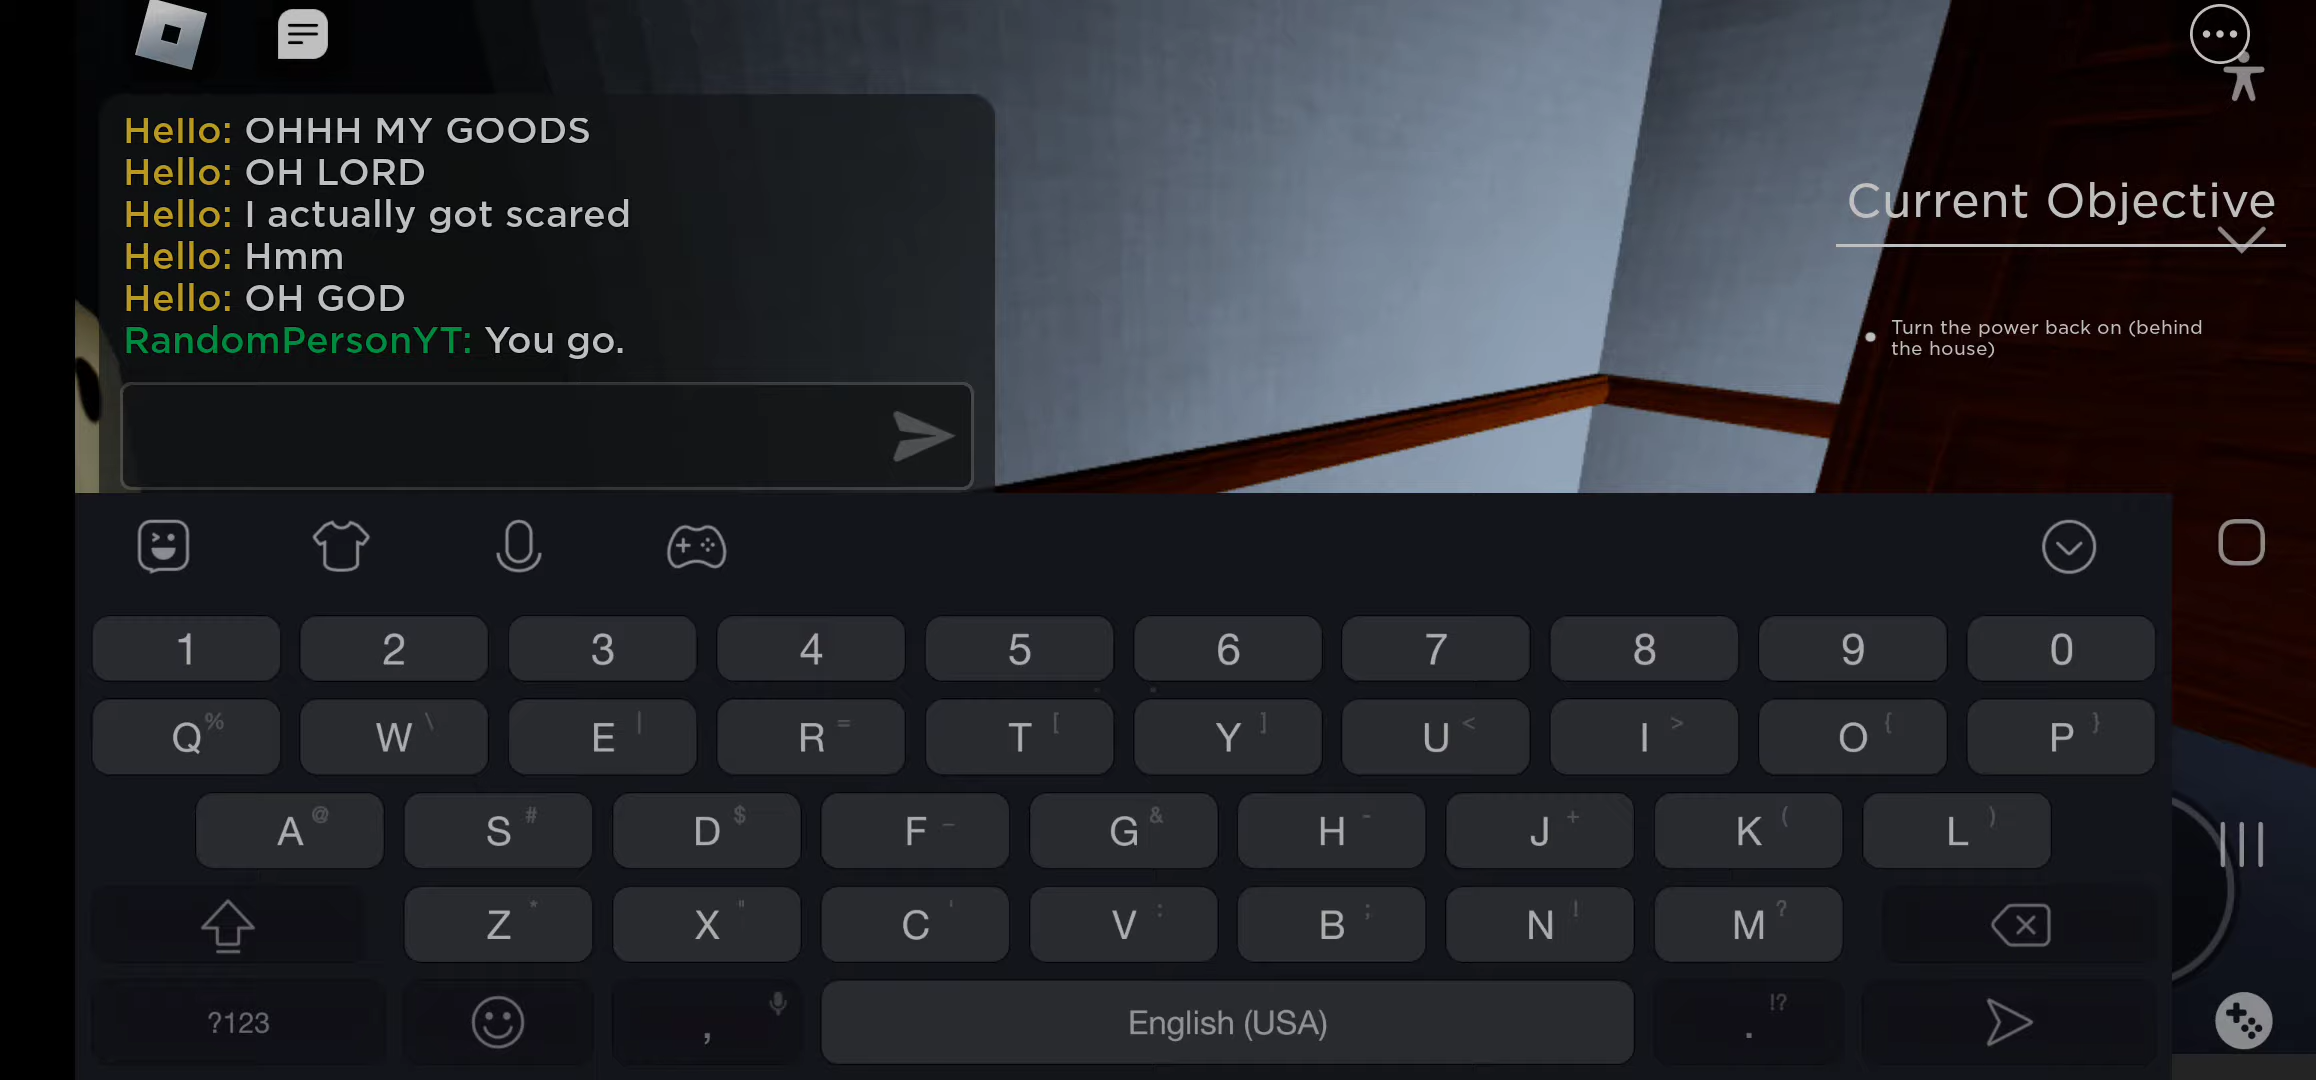 Hello: OHHH MY GOODS
Hello: OH LORD
Hello: I actually got scared
Hello: Hmm
Hello: OH GOD
RandomPersonYT: You go.
Current Objective
Turn the power back on (behind
the house)
1 2 3 4 5 6 7 8 9 0
Q% W\ E| R= T[ Y] U< I> O{ P}
A@ S# D$ F_ G& H- J+ K( L)
Z* X" C' V: B; N! M?
?123 , English (USA) . !?